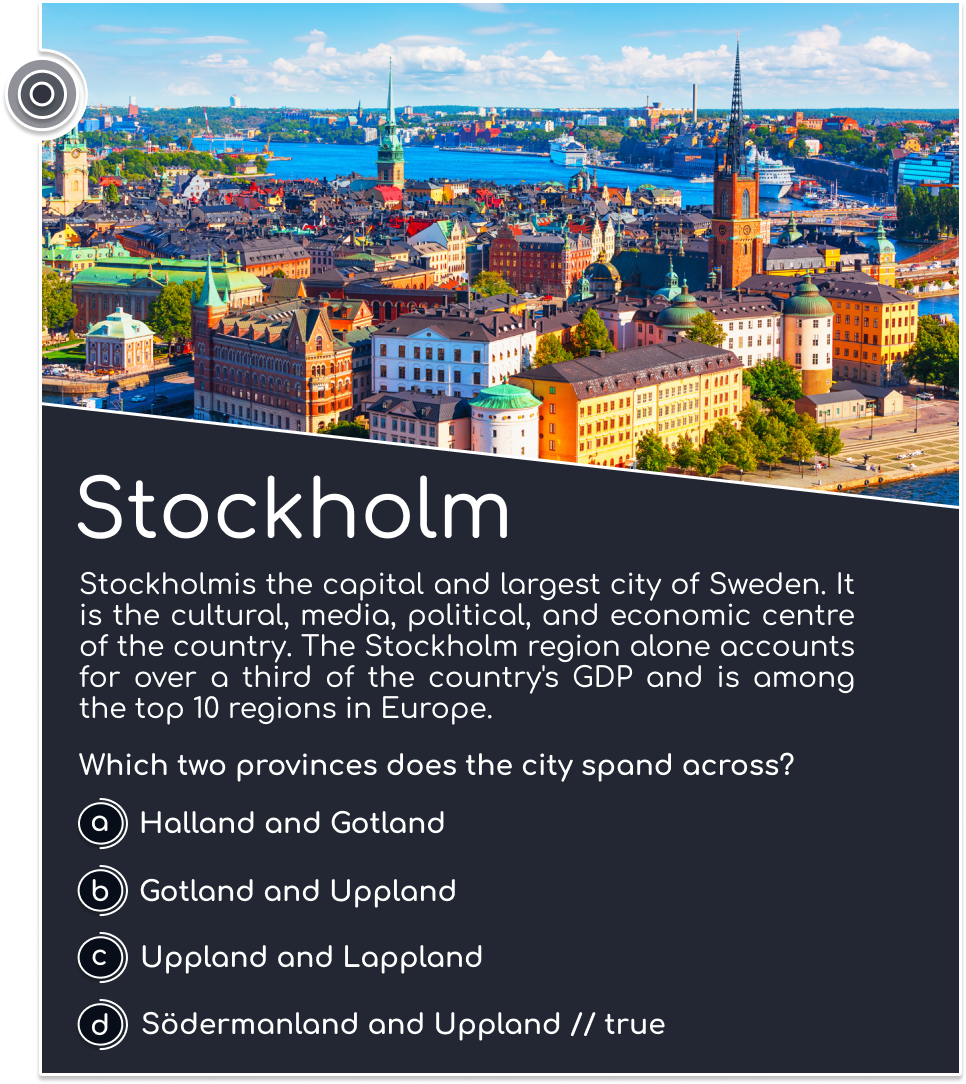 Stockholm
Stockholmis the capital and largest city of Sweden. It
is the cultural, media, political, and economic centre
of the country. The Stockholm region alone accounts
for over a third of the country's GDP and is among
the top 10 regions in Europe.
Which two provinces does the city spand across?
a Halland and Gotland
b Gotland and Uppland
c Uppland and Lappland
d Södermanland and Uppland // true